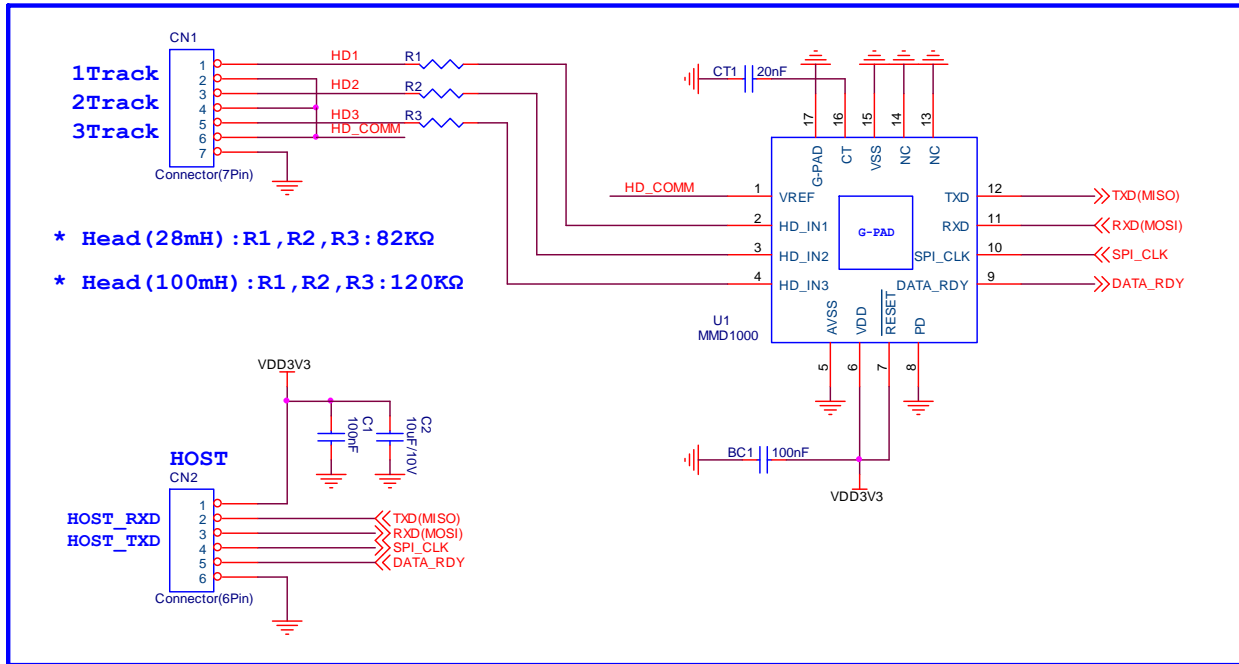 CN1
1Track
2Track
3Track
1
2
3
4
5
6
7
Connector(7Pin)
HD1
HD2
HD3
HD_COMM
R1
R2
R3
* Head(28mH):R1,R2,R3:82KΩ
* Head(100mH):R1,R2,R3:120KΩ
CT1
20nF
17
16
15
14
13
G-PAD
CT
VSS
NC
NC
HD_COMM
1
VREF
2
HD_IN1
3
HD_IN2
4
HD_IN3
G-PAD
TXD
12
TXD(MISO)
RXD
11
RXD(MOSI)
SPI_CLK
10
SPI_CLK
DATA_RDY
9
DATA_RDY
U1
MMD1000
AVSS
VDD
RESET
PD
5
6
7
8
BC1
100nF
VDD3V3
VDD3V3
C1
100nF
C2
10uF/10V
HOST
CN2
HOST_RXD
HOST_TXD
1
2
3
4
5
6
TXD(MISO)
RXD(MOSI)
SPI_CLK
DATA_RDY
Connector(6Pin)